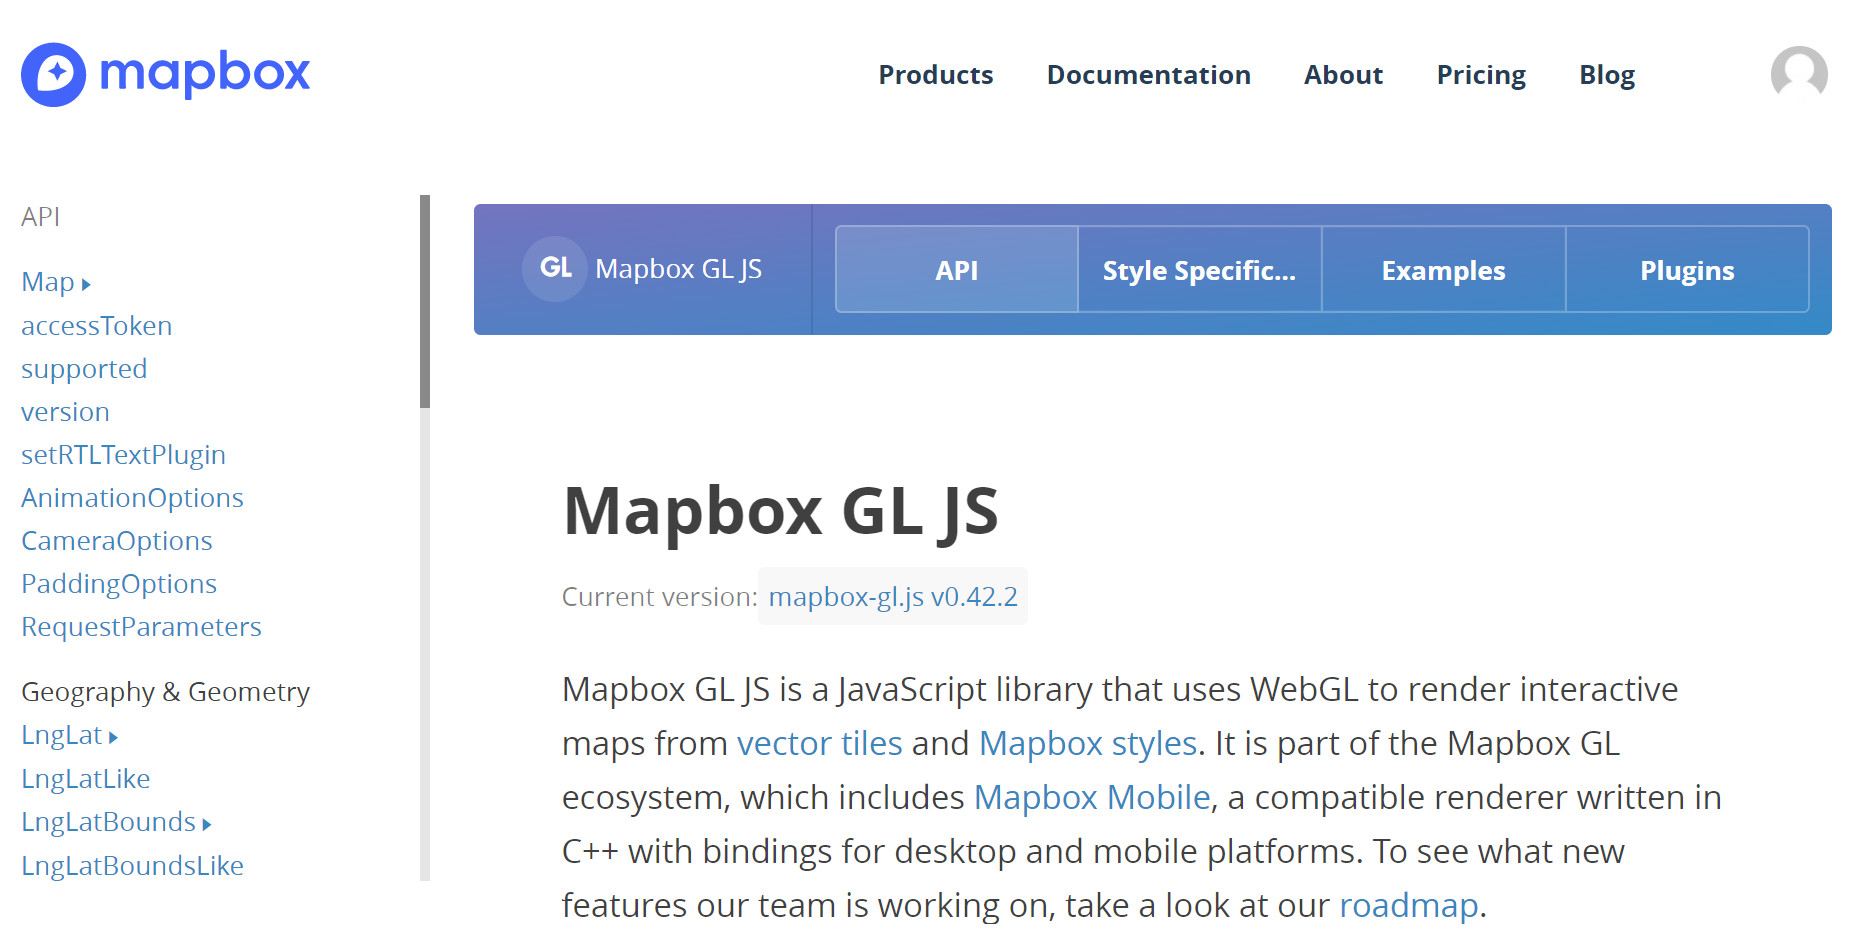 mapbox
Products Documentation About Pricing Blog
API
Map
accessToken
supported
version
setRTLTextPlugin
AnimationOptions
CameraOptions
PaddingOptions
RequestParameters
Geography & Geometry
LngLat
LngLatLike
LngLatBounds
LngLatBoundsLike
GL Mapbox GL JS API Style Specific... Examples Plugins
Mapbox GL JS
Current version: mapbox-gl.js v0.42.2
Mapbox GL JS is a JavaScript library that uses WebGL to render interactive
maps from vector tiles and Mapbox styles. It is part of the Mapbox GL
ecosystem, which includes Mapbox Mobile, a compatible renderer written in
C++ with bindings for desktop and mobile platforms. To see what new
features our team is working on, take a look at our roadmap.